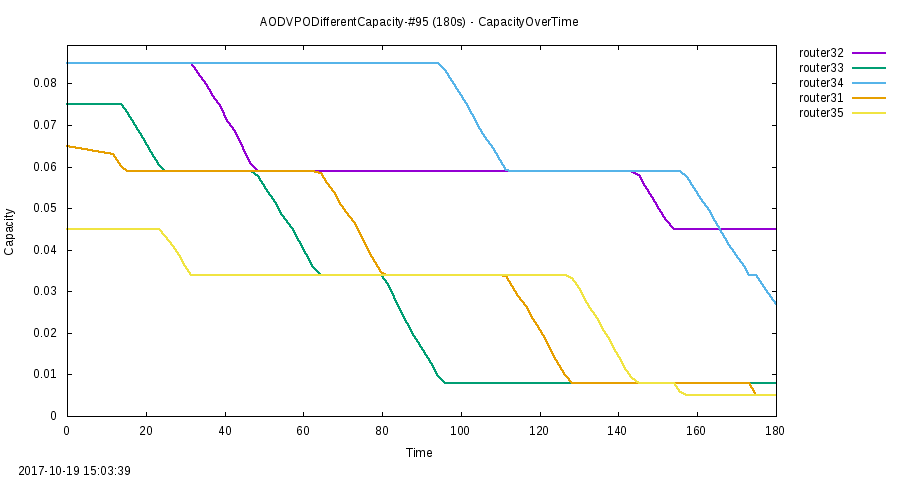 AODVPODifferentCapacity-#95 (180s) - CapacityOverTime
router32
router33
router34
router31
router35
0.08
0.07
0.06
0.05
0.04
0.03
0.02
0.01
0
Capacity
0 20 40 60 80 100 120 140 160 180
Time
2017-10-19 15:03:39